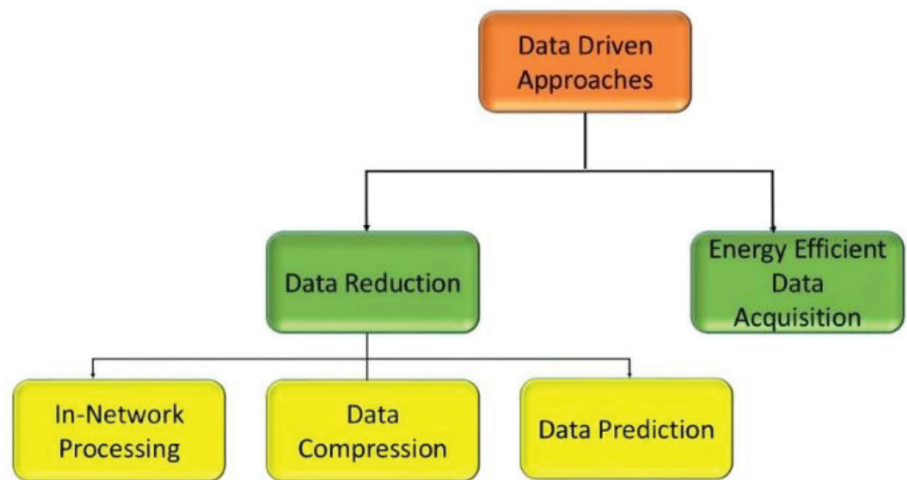 Data Driven
Approaches
Data Reduction
Energy Efficient
Data
Acquisition
In-Network
Processing
Data
Compression
Data Prediction